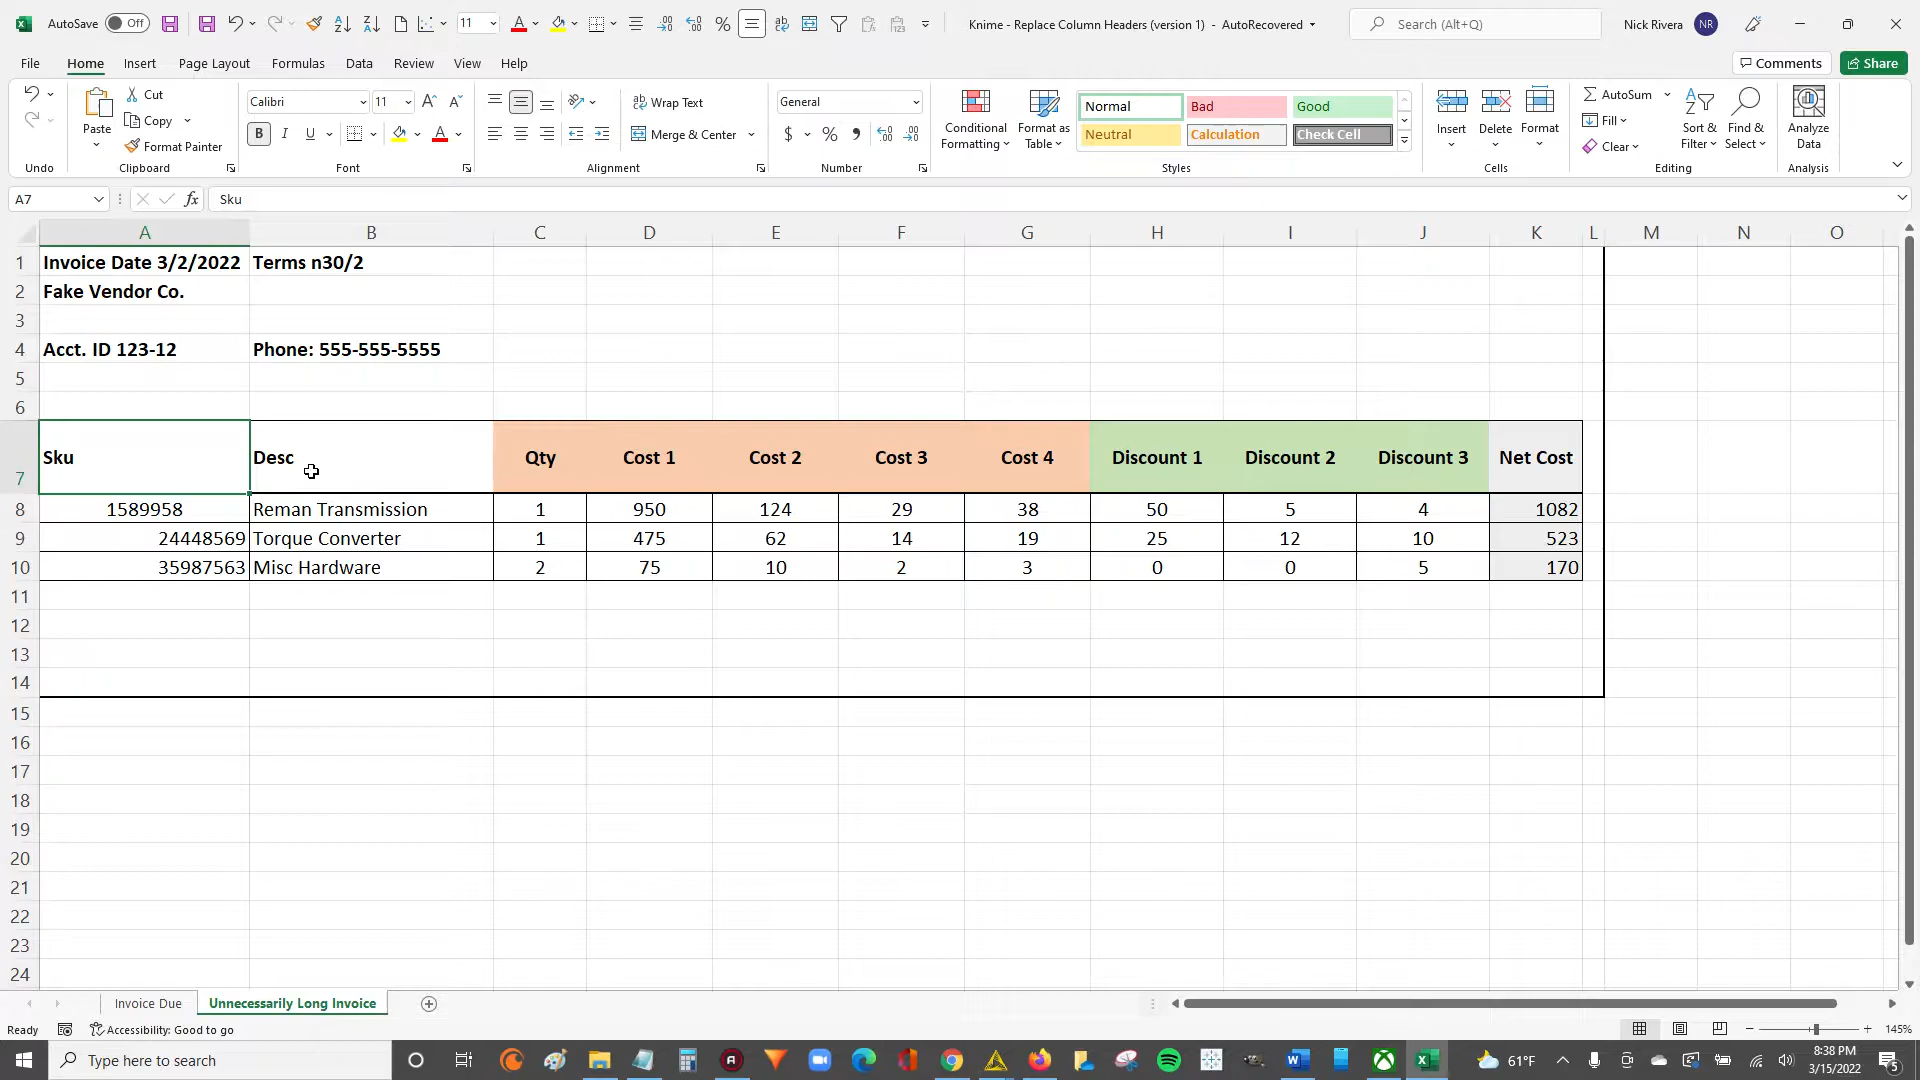 AutoSave Off 11 Knime - Replace Column Headers (version 1) - AutoRecovered Search (Alt+Q) Nick Rivera NR
File Home Insert Page Layout Formulas Data Review View Help Comments Share
Paste Cut Copy Format Painter
Calibri 11
B I U
Wrap Text
Merge & Center
General
$ %
Conditional Formatting Format as Table
Normal Bad Good
Neutral Calculation Check Cell
Insert Delete Format
AutoSum
Fill
Clear
Sort & Filter Find & Select
Analyze Data
Undo Clipboard Font Alignment Number Styles Cells Editing Analysis
A7 fx Sku
A B C D E F G H I J K L M N O
1 Invoice Date 3/2/2022 Terms n30/2
2 Fake Vendor Co.
3
4 Acct. ID 123-12 Phone: 555-555-5555
5
6
7 Sku Desc Qty Cost 1 Cost 2 Cost 3 Cost 4 Discount 1 Discount 2 Discount 3 Net Cost
8 1589958 Reman Transmission 1 950 124 29 38 50 5 4 1082
9 24448569 Torque Converter 1 475 62 14 19 25 12 10 523
10 35987563 Misc Hardware 2 75 10 2 3 0 0 5 170
11
12
13
14
15
16
17
18
19
20
21
22
23
24
Invoice Due Unnecessarily Long Invoice
Ready Accessibility: Good to go 145%
Type here to search 61°F 8:38 PM
3/15/2022 5